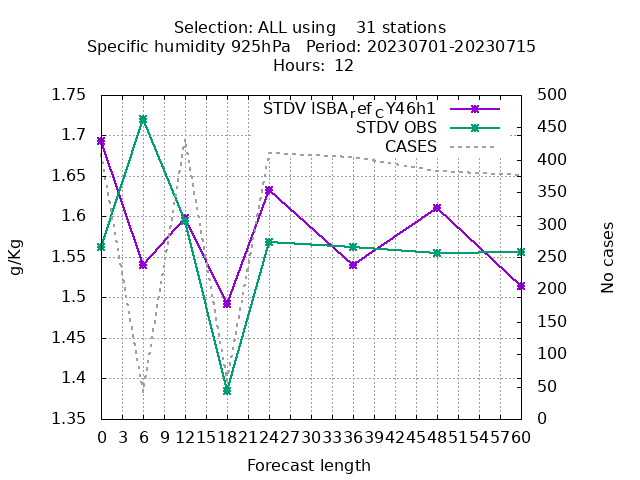 Selection: ALL using    31 stations
Specific humidity 925hPa   Period: 20230701-20230715
Hours:  12
STDV ISBAref CY46h1
STDV OBS
CASES
g/Kg
No cases
1.75
1.7
1.65
1.6
1.55
1.5
1.45
1.4
1.35
500
450
400
350
300
250
200
150
100
50
0
0 3 6 9 12 15 18 21 24 27 30 33 36 39 42 45 48 51 54 57 60
Forecast length